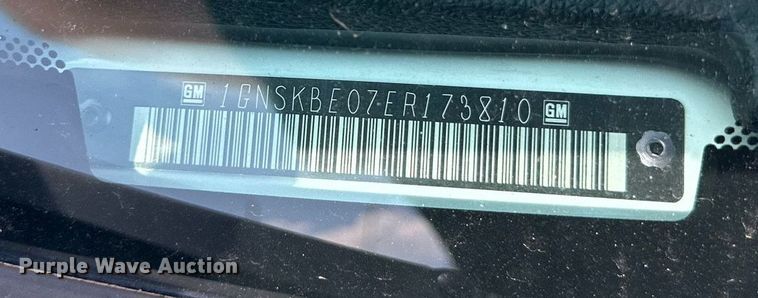 GM 1GNSKBE07ER173810 GM
Purple Wave Auction